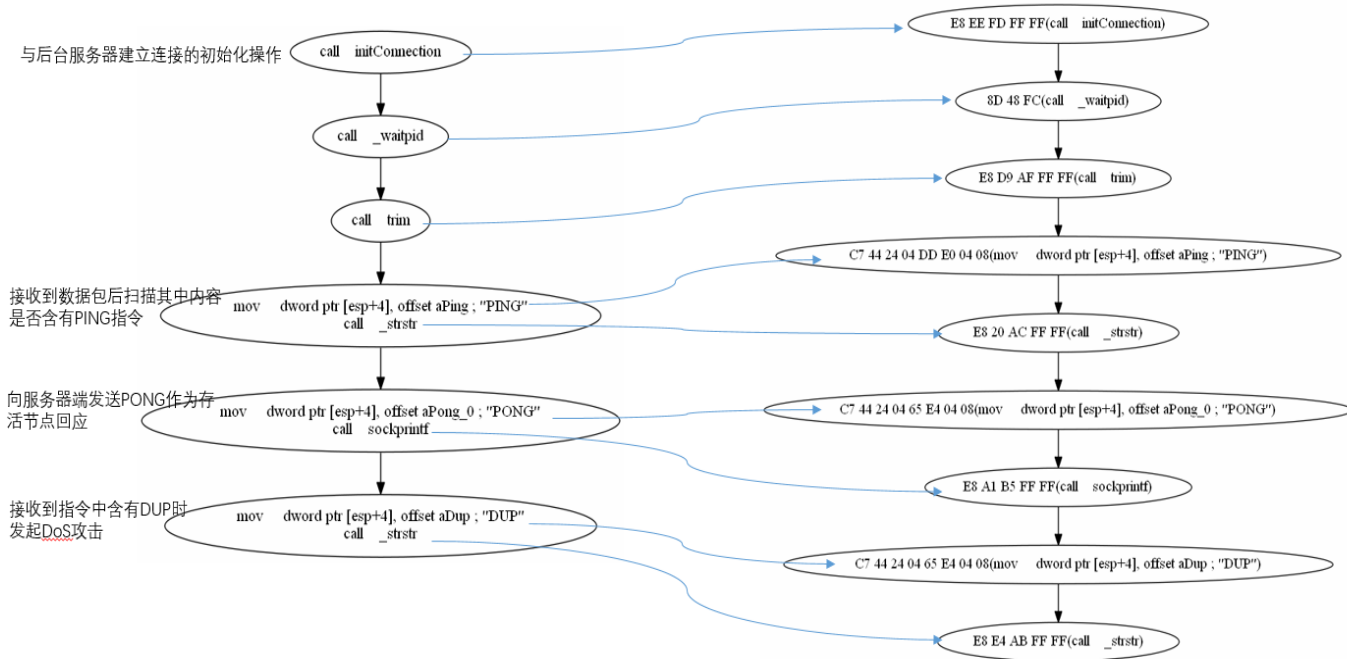 与后台服务器建立连接的初始化操作
call initConnection
call _waitpid
call trim
接收到数据包后扫描其中内容
是否含有PING指令
mov dword ptr [esp+4], offset aPing ; "PING"
call _strstr
向服务器端发送PONG作为存
活节点回应
mov dword ptr [esp+4], offset aPong_0 ; "PONG"
call sockprintf
接收到指令中含有DUP时
发起DoS攻击
mov dword ptr [esp+4], offset aDup ; "DUP"
call _strstr
E8 EE FD FF FF(call initConnection)
8D 48 FC(call _waitpid)
E8 D9 AF FF FF(call trim)
C7 44 24 04 DD E0 04 08(mov dword ptr [esp+4], offset aPing ; "PING")
E8 20 AC FF FF(call _strstr)
C7 44 24 04 65 E4 04 08(mov dword ptr [esp+4], offset aPong_0 ; "PONG")
E8 A1 B5 FF FF(call sockprintf)
C7 44 24 04 65 E4 04 08(mov dword ptr [esp+4], offset aDup ; "DUP")
E8 E4 AB FF FF(call _strstr)